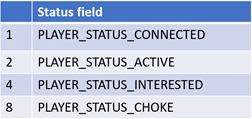 Status field
1 PLAYER_STATUS_CONNECTED
2 PLAYER_STATUS_ACTIVE
4 PLAYER_STATUS_INTERESTED
8 PLAYER_STATUS_CHOKE